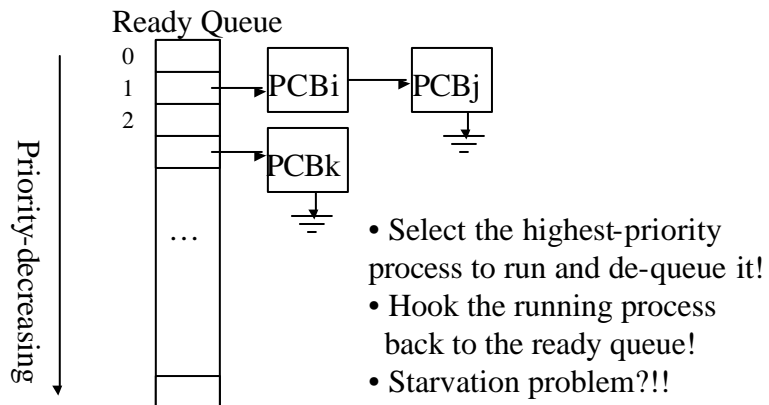 Ready Queue
0
1
2
PCBi
PCBj
PCBk
Priority-decreasing
…
• Select the highest-priority
process to run and de-queue it!
• Hook the running process
back to the ready queue!
• Starvation problem?!!